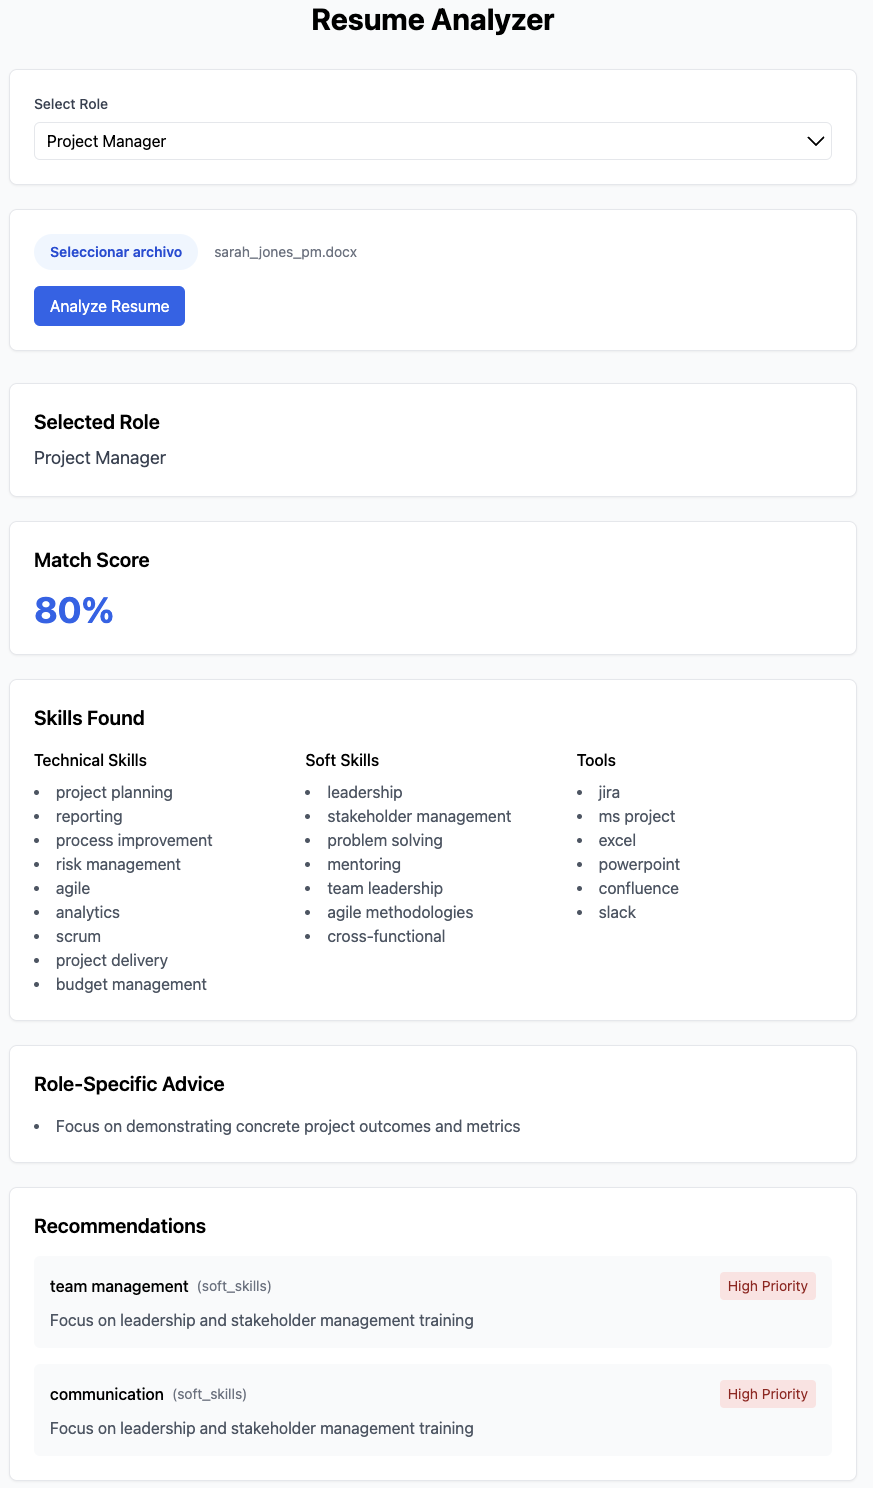 Resume Analyzer
Select Role
Project Manager
Seleccionar archivo sarah_jones_pm.docx
Analyze Resume
Selected Role
Project Manager
Match Score
80%
Skills Found
Technical Skills
• project planning
• reporting
• process improvement
• risk management
• agile
• analytics
• scrum
• project delivery
• budget management
Soft Skills
• leadership
• stakeholder management
• problem solving
• mentoring
• team leadership
• agile methodologies
• cross-functional
Tools
• jira
• ms project
• excel
• powerpoint
• confluence
• slack
Role-Specific Advice
• Focus on demonstrating concrete project outcomes and metrics
Recommendations
team management (soft_skills) High Priority
Focus on leadership and stakeholder management training
communication (soft_skills) High Priority
Focus on leadership and stakeholder management training